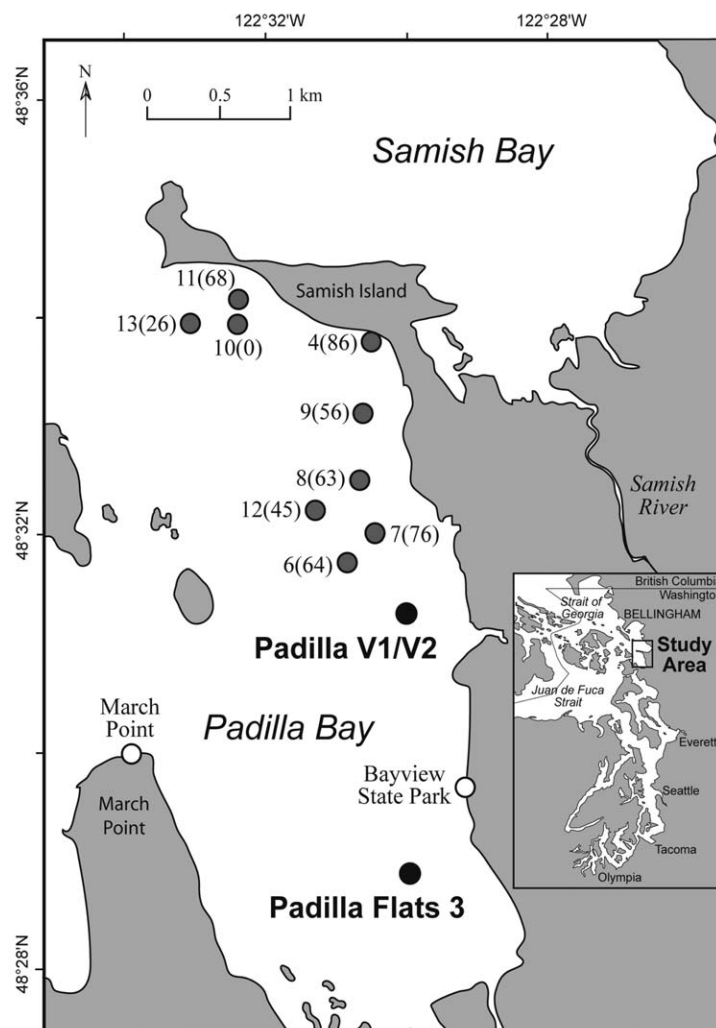 122°32'W
122°28'W
48°36'N
N
0
0.5
1 km
Samish Bay
11(68)
Samish Island
13(26)
10(0)
4(86)
9(56)
8(63)
Samish
River
12(45)
48°32'N
7(76)
6(64)
British Columbi
Washington
Strait of
Georgia
BELLINGHAM
Padilla V1/V2
Study
Area
Juan de Fuca
Strait
March
Point
Padilla Bay
Everett
Bayview
State Park
Seattle
March
Point
Tacoma
Olympia
Padilla Flats 3
48°28'N